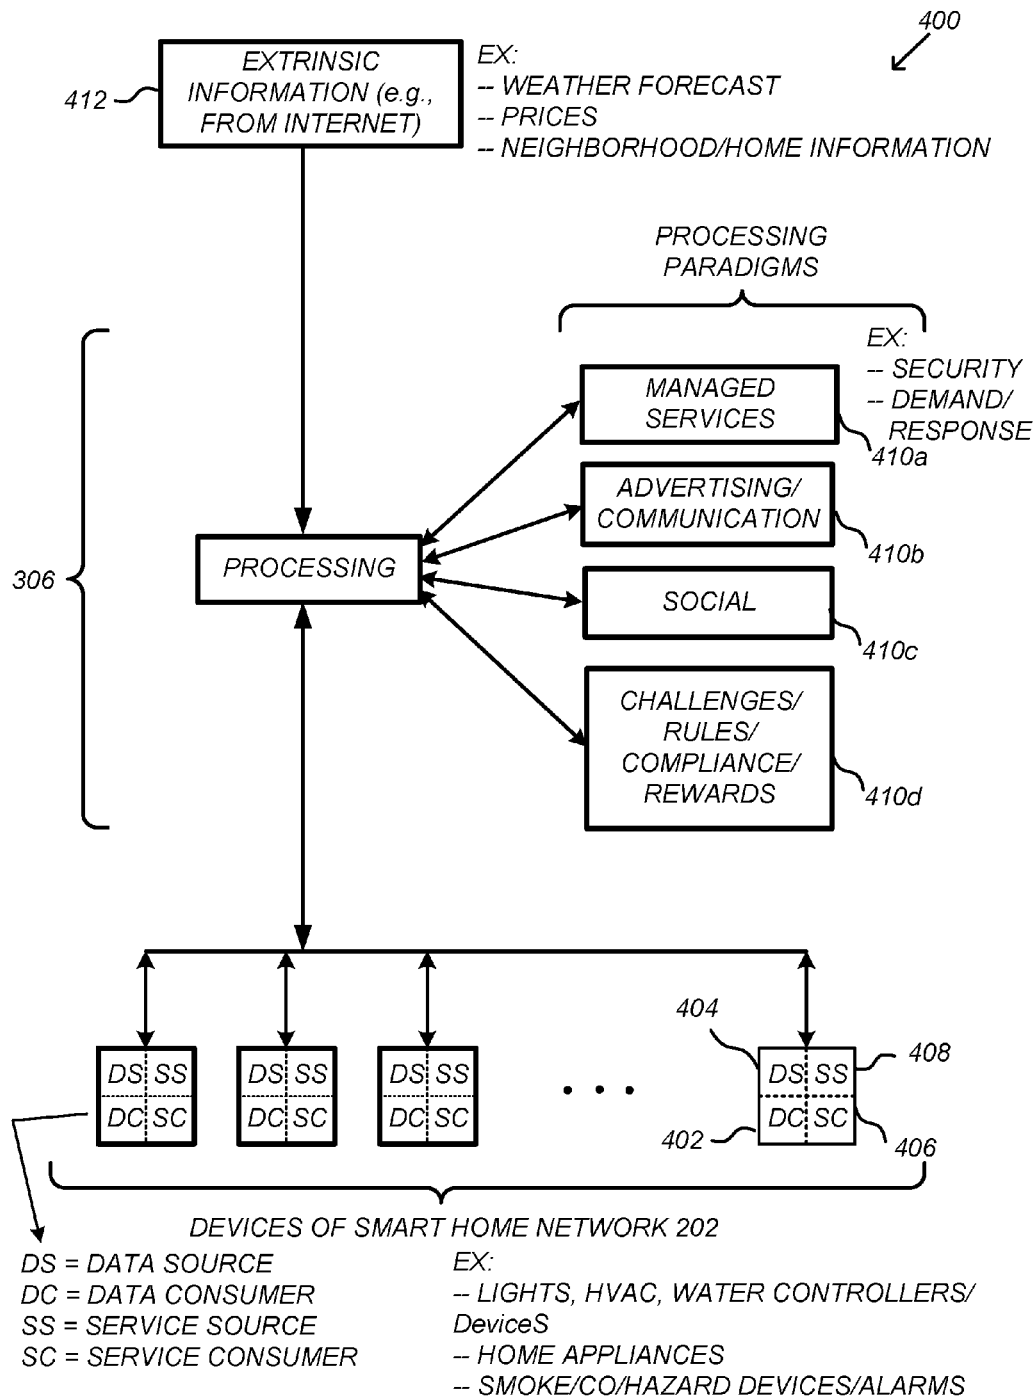 400
EXTRINSIC
INFORMATION (e.g.,
FROM INTERNET)
412
EX:
-- WEATHER FORECAST
-- PRICES
-- NEIGHBORHOOD/HOME INFORMATION
PROCESSING
PARADIGMS
EX:
-- SECURITY
-- DEMAND/
RESPONSE
MANAGED
SERVICES
410a
ADVERTISING/
COMMUNICATION
410b
306
PROCESSING
SOCIAL
410c
CHALLENGES/
RULES/
COMPLIANCE/
REWARDS
410d
404
408
DS SS DS SS DS SS DS SS
DC SC DC SC DC SC DC SC
402
406
DEVICES OF SMART HOME NETWORK 202
DS = DATA SOURCE
DC = DATA CONSUMER
SS = SERVICE SOURCE
SC = SERVICE CONSUMER
EX:
-- LIGHTS, HVAC, WATER CONTROLLERS/
DeviceS
-- HOME APPLIANCES
-- SMOKE/CO/HAZARD DEVICES/ALARMS